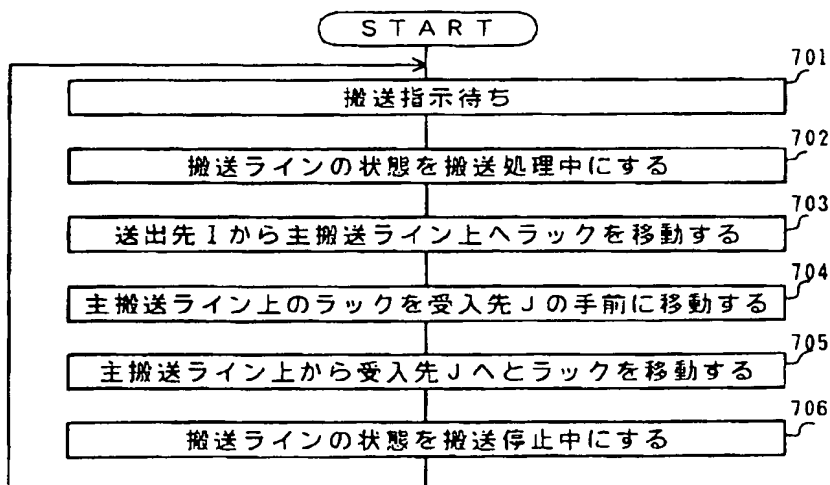 START
701
搬送指示待ち
702
搬送ラインの状態を搬送処理中にする
703
送出先Iから主搬送ライン上へラックを移動する
704
主搬送ライン上のラックを受入先Jの手前に移動する
705
主搬送ライン上から受入先Jへとラックを移動する
706
搬送ラインの状態を搬送停止中にする